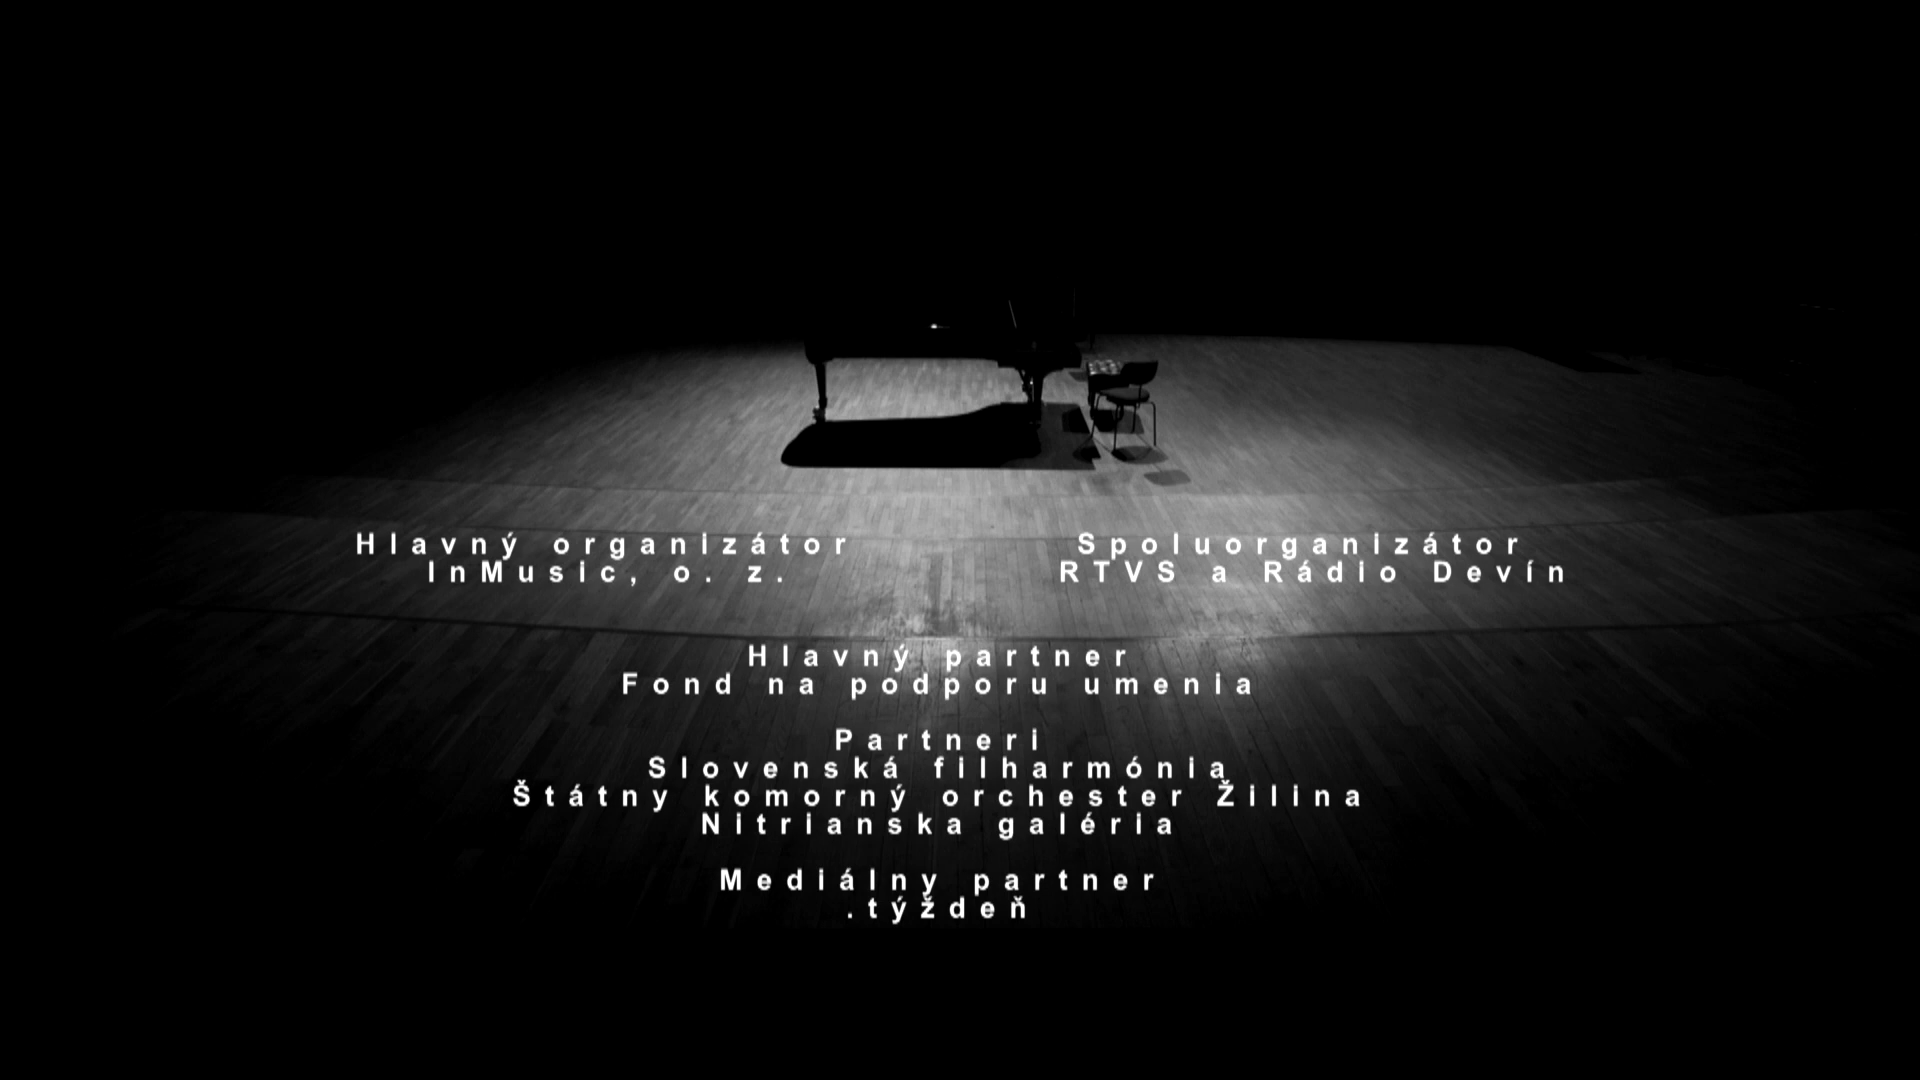 Hlavný organizátor
InMusic, o. z.
Spoluorganizátor
RTVS a Rádio Devín
Hlavný partner
Fond na podporu umenia
Partneri
Slovenská filharmónia
Štátny komorný orchester Žilina
Nitrianska galéria
Mediálny partner
.týždeň